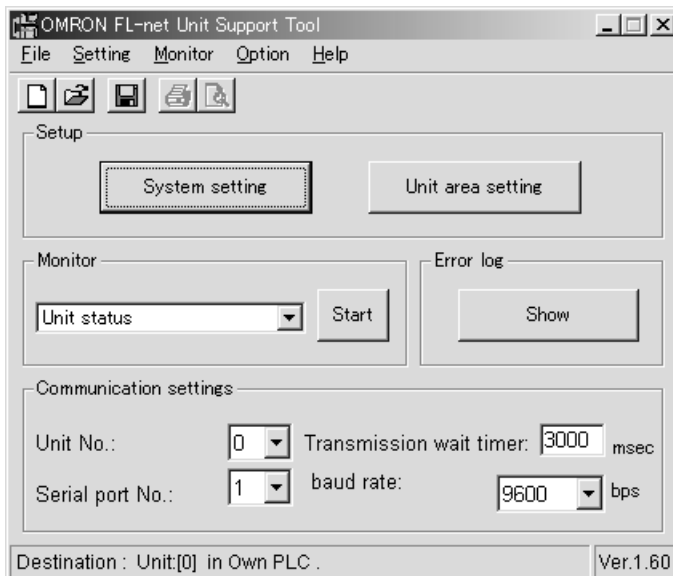 OMRON FL-net Unit Support Tool
File Setting Monitor Option Help
Setup
System setting Unit area setting
Monitor Error log
Unit status Start Show
Communication settings
Unit No.: 0 Transmission wait timer: 3000 msec
Serial port No.: 1 baud rate: 9600 bps
Destination : Unit:[0] in Own PLC . Ver.1.60